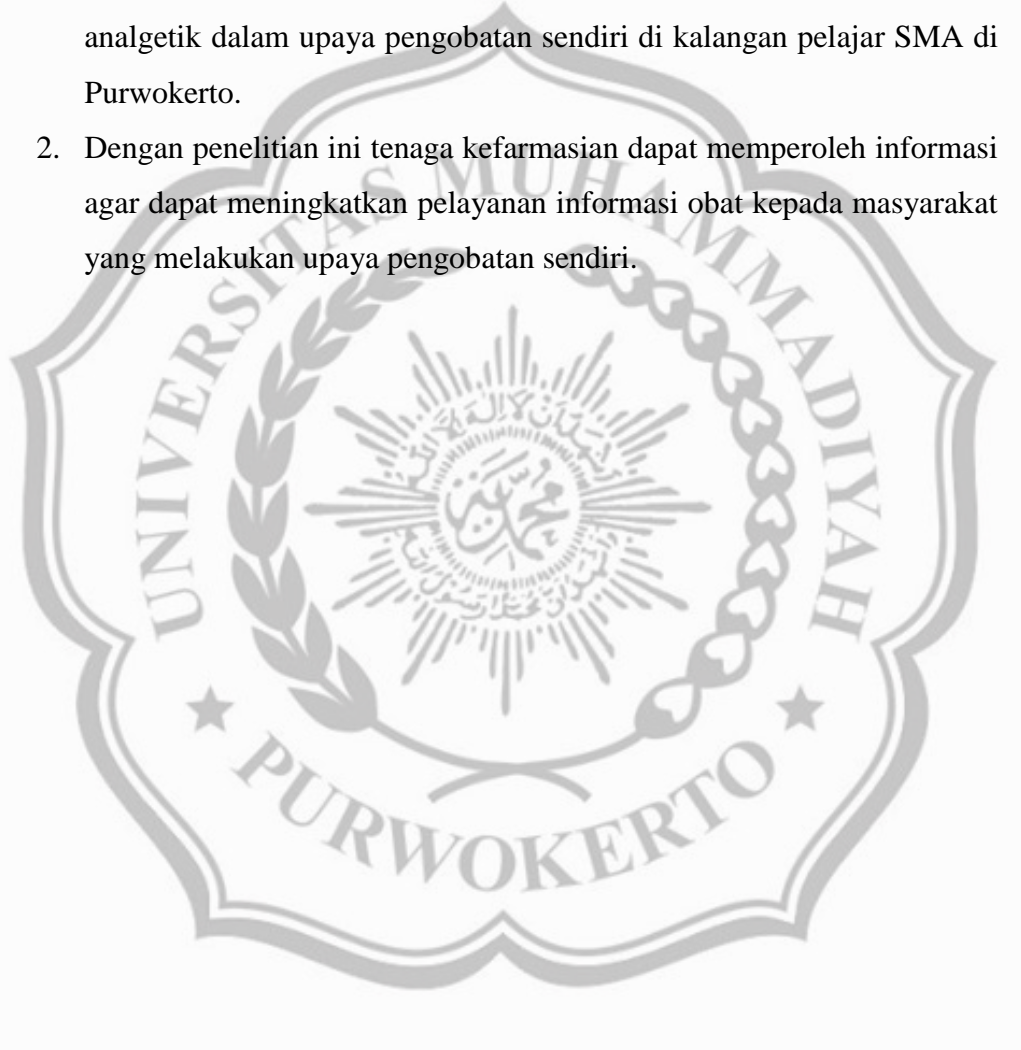 analgetik dalam upaya pengobatan sendiri di kalangan pelajar SMA di
Purwokerto.
2. Dengan penelitian ini tenaga kefarmasian dapat memperoleh informasi
agar dapat meningkatkan pelayanan informasi obat kepada masyarakat
yang melakukan upaya pengobatan sendiri.
UNIVERSITAS MUHAMMADIYAH
PURWOKERTO